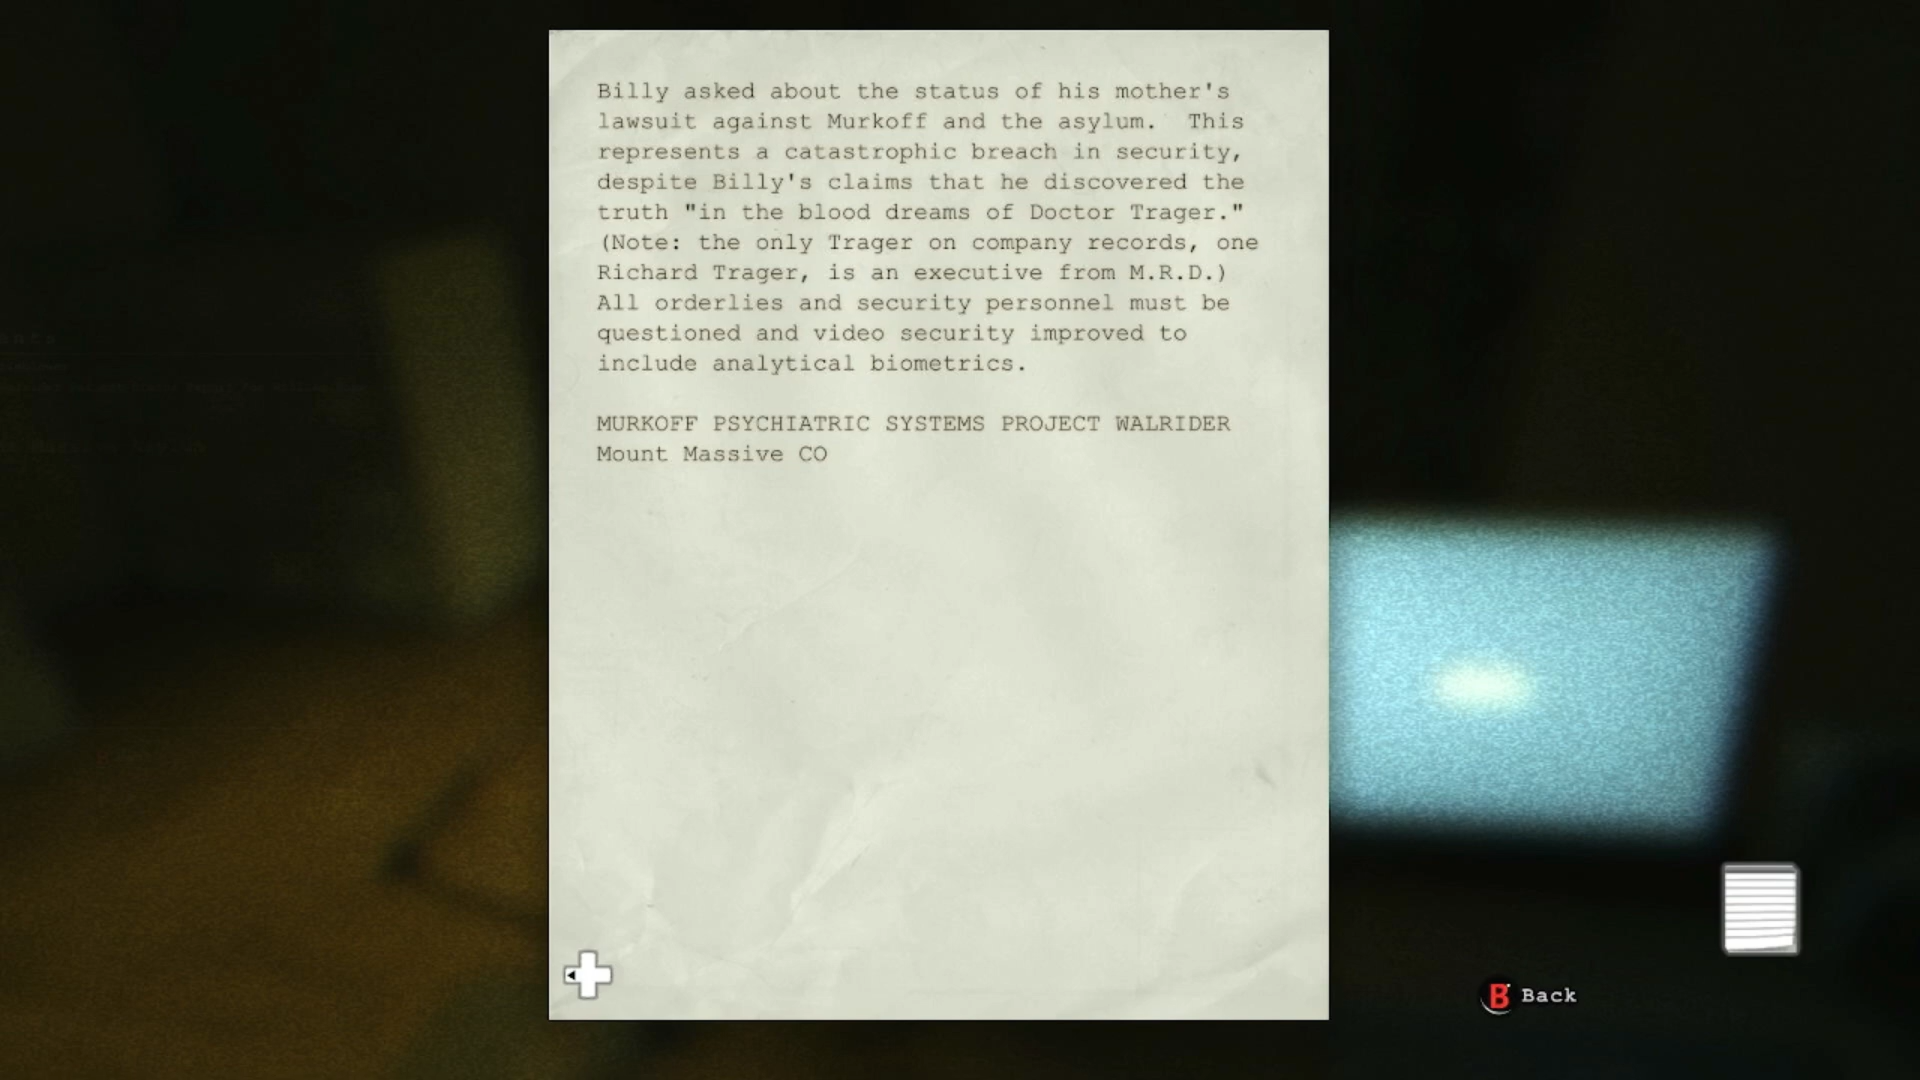 Billy asked about the status of his mother's
lawsuit against Murkoff and the asylum.  This
represents a catastrophic breach in security,
despite Billy's claims that he discovered the
truth "in the blood dreams of Doctor Trager."
(Note: the only Trager on company records, one
Richard Trager, is an executive from M.R.D.)
All orderlies and security personnel must be
questioned and video security improved to
include analytical biometrics.
MURKOFF PSYCHIATRIC SYSTEMS PROJECT WALRIDER
Mount Massive CO
B Back